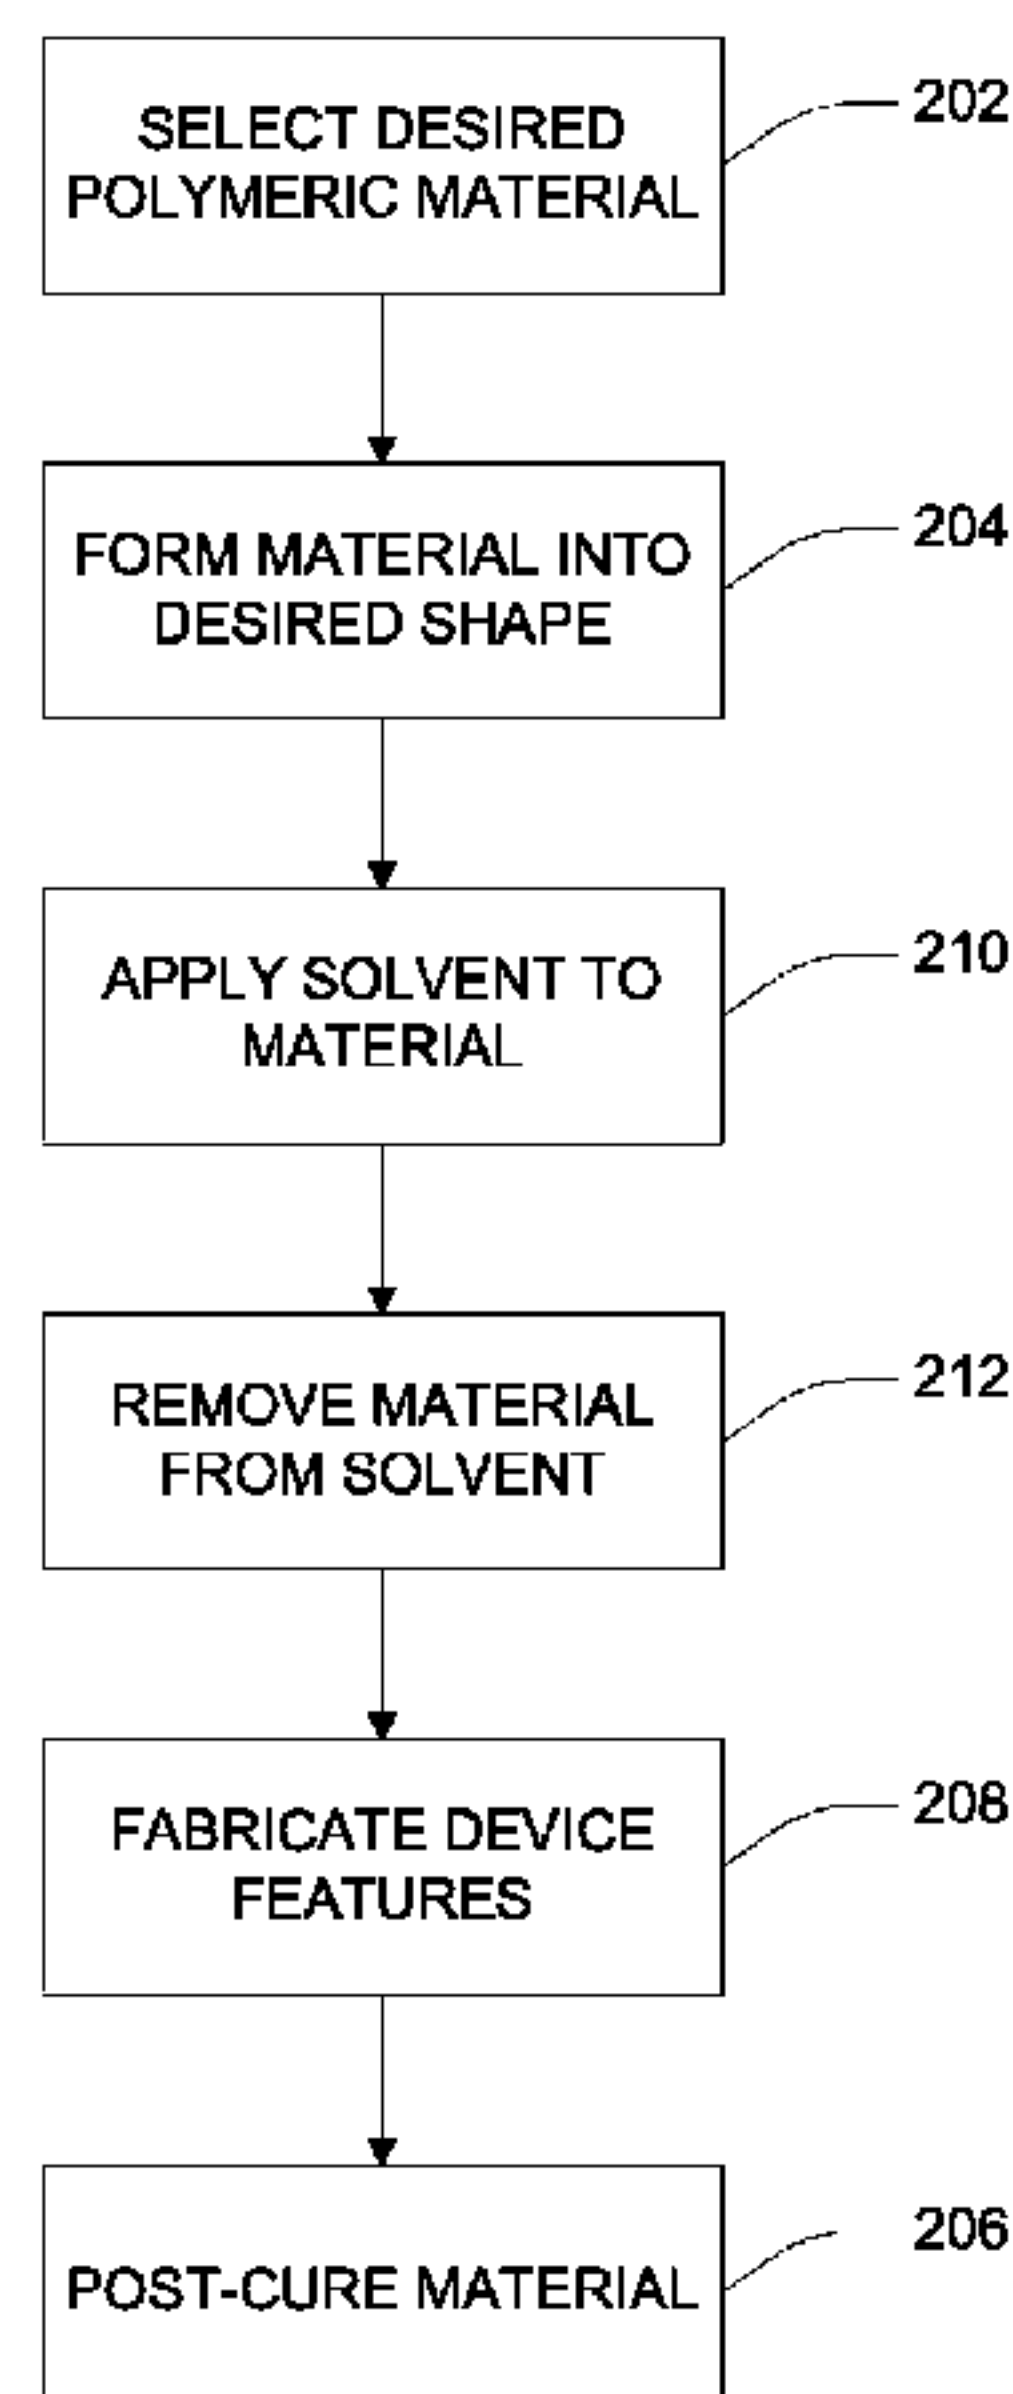 SELECT DESIRED
POLYMERIC MATERIAL
202
FORM MATERIAL INTO
DESIRED SHAPE
204
APPLY SOLVENT TO
MATERIAL
210
REMOVE MATERIAL
FROM SOLVENT
212
FABRICATE DEVICE
FEATURES
208
POST-CURE MATERIAL
206